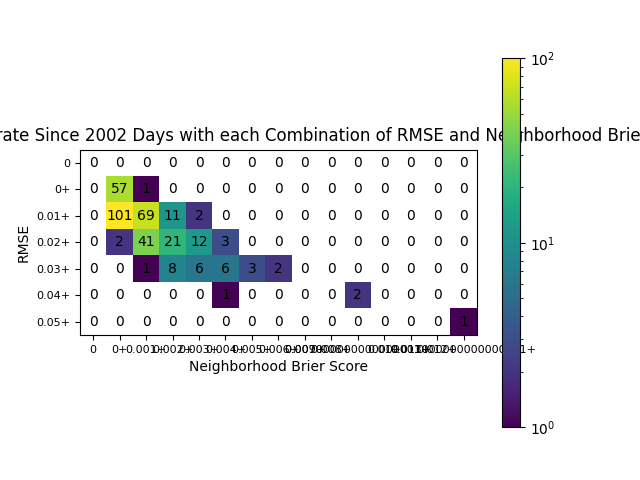 rate Since 2002 Days with each Combination of RMSE and Neighborhood Brie
RMSE
0 0 0 0 0 0 0 0 0 0 0 0 0 0 0 0
0+ 0 57 1 0 0 0 0 0 0 0 0 0 0 0 0
0.01+ 0 101 69 11 2 0 0 0 0 0 0 0 0 0 0
0.02+ 0 2 41 21 12 3 0 0 0 0 0 0 0 0 0
0.03+ 0 0 1 8 6 6 3 2 0 0 0 0 0 0 0
0.04+ 0 0 0 0 0 1 0 0 0 0 2 0 0 0 0
0.05+ 0 0 0 0 0 0 0 0 0 0 0 0 0 0 1
0 0+ 0.001+ 0.002+ 0.003+ 0.004+ 0.005+
Neighborhood Brier Score
10²
10¹
10⁰